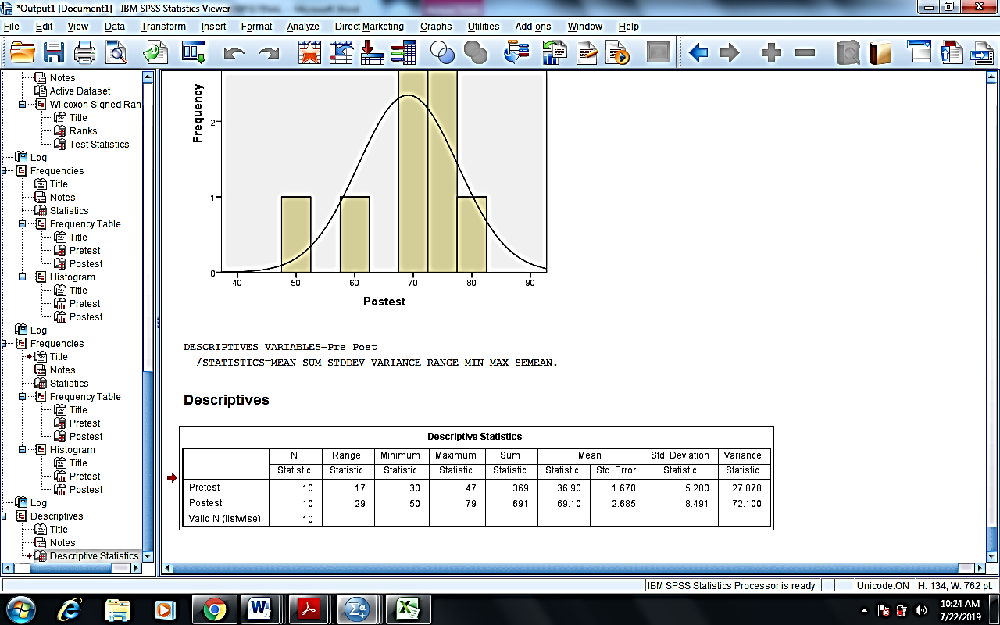 *Output1 [Document1] - IBM SPSS Statistics Viewer
File Edit View Data Transform Insert Format Analyze Direct Marketing Graphs Utilities Add-ons Window Help
Notes
Active Dataset
Wilcoxon Signed Ran
Title
Ranks
Test Statistics
Log
Frequencies
Title
Notes
Statistics
Frequency Table
Title
Pretest
Postest
Histogram
Title
Pretest
Postest
Log
Frequencies
Title
Notes
Statistics
Frequency Table
Title
Pretest
Postest
Histogram
Title
Pretest
Postest
Log
Descriptives
Title
Notes
Descriptive Statistics
Frequency
2
1
0
40 50 60 70 80 90
Postest
DESCRIPTIVES VARIABLES=Pre Post
/STATISTICS=MEAN SUM STDDEV VARIANCE RANGE MIN MAX SEMEAN.
Descriptives
Descriptive Statistics
N Range Minimum Maximum Sum Mean Std. Deviation Variance
Statistic Statistic Statistic Statistic Statistic Statistic Std. Error Statistic Statistic
Pretest 10 17 30 47 369 36.90 1.670 5.280 27.878
Postest 10 29 50 79 691 69.10 2.685 8.491 72.100
Valid N (listwise) 10
IBM SPSS Statistics Processor is ready Unicode:ON H: 134, W: 762 pt.
10:24 AM
7/22/2019